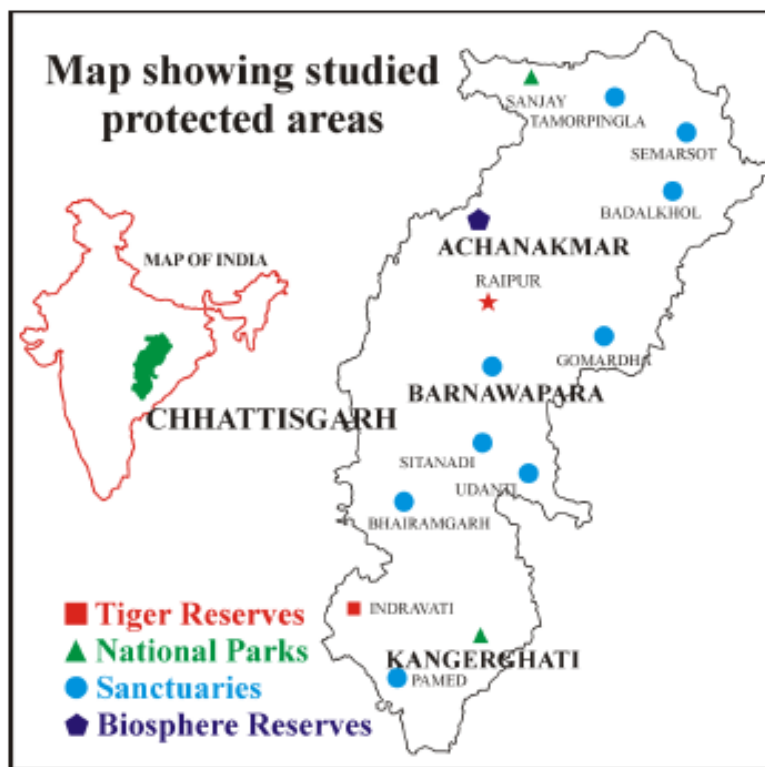 Map showing studied
protected areas
SANJAY
TAMORPINGLA
SEMARSOT
BADALKHOL
ACHANAKMAR
MAP OF INDIA
RAIPUR
GOMARDHA
BARNAWAPARA
CHHATTISGARH
SITANADI
UDANTI
BHAIRAMGARH
INDRAVATI
KANGERGHATI
PAMED
Tiger Reserves
National Parks
Sanctuaries
Biosphere Reserves